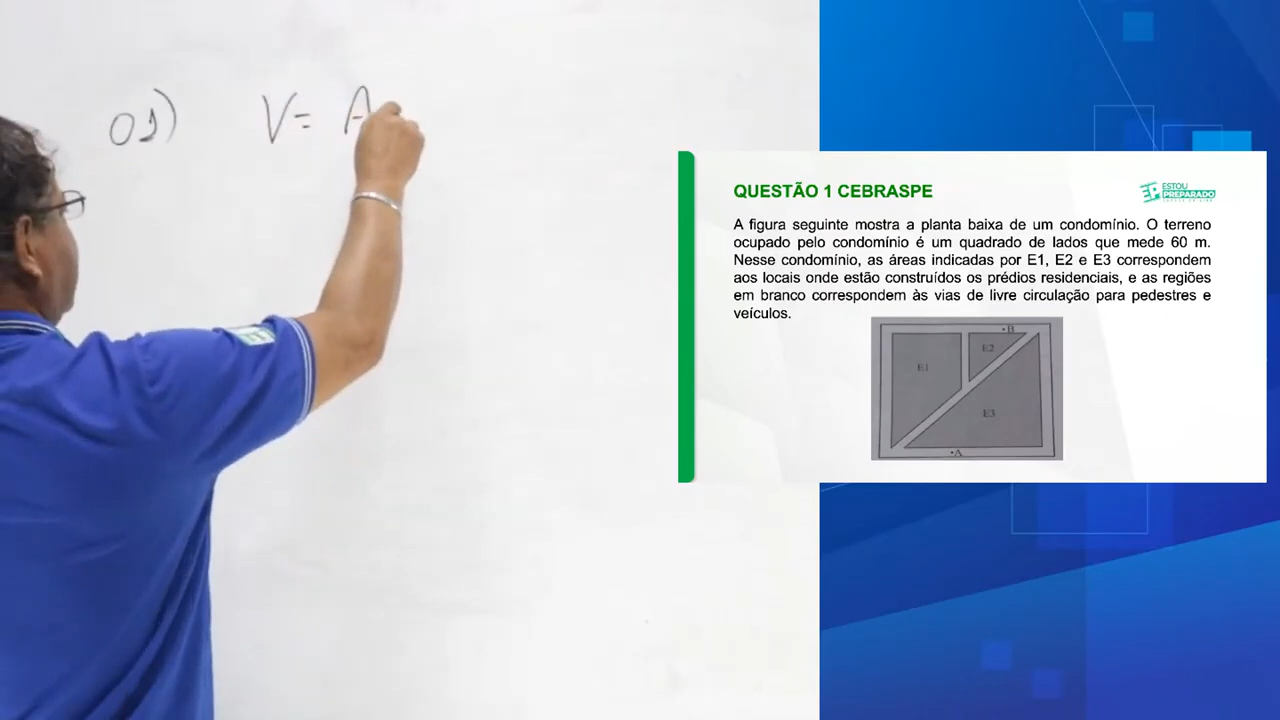 01) V= A
QUESTÃO 1 CEBRASPE
ESTOU
PREPARADO
A figura seguinte mostra a planta baixa de um condomínio. O terreno
ocupado pelo condomínio é um quadrado de lados que mede 60 m.
Nesse condomínio, as áreas indicadas por E1, E2 e E3 correspondem
aos locais onde estão construídos os prédios residenciais, e as regiões
em branco correspondem às vias de livre circulação para pedestres e
veículos.
B
E2
E1
E3
A